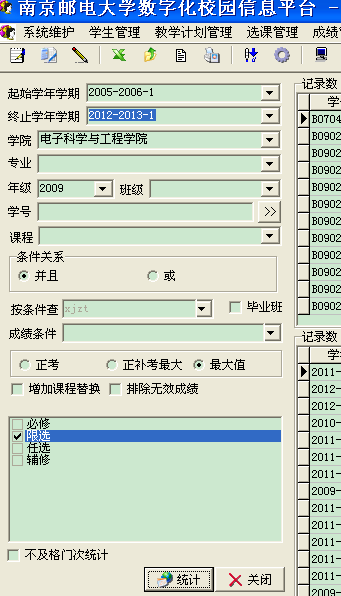 南京邮电大学数字化校园信息平台 -
系统维护 学生管理 教学计划管理 选课管理 成绩
起始学年学期 2005-2006-1
终止学年学期 2012-2013-1
学院 电子科学与工程学院
专业
年级 2009 班级
学号 >>
课程
条件关系
并且 或
按条件查 xjzt 毕业班
成绩条件
正考 正补考最大 最大值
增加课程替换 排除无效成绩
必修
限选
任选
辅修
不及格门次统计
统计 关闭
记录数
学
B0704
B0902
B0902
B0902
B0902
B0902
B0902
B0902
B0902
B0902
B0902
B0902
记录数
学
2011-
2012-
2012-
2010-
2011-
2011-
2011-
2009-
2011-
2011-
2011-
2011-
2011-
2009-